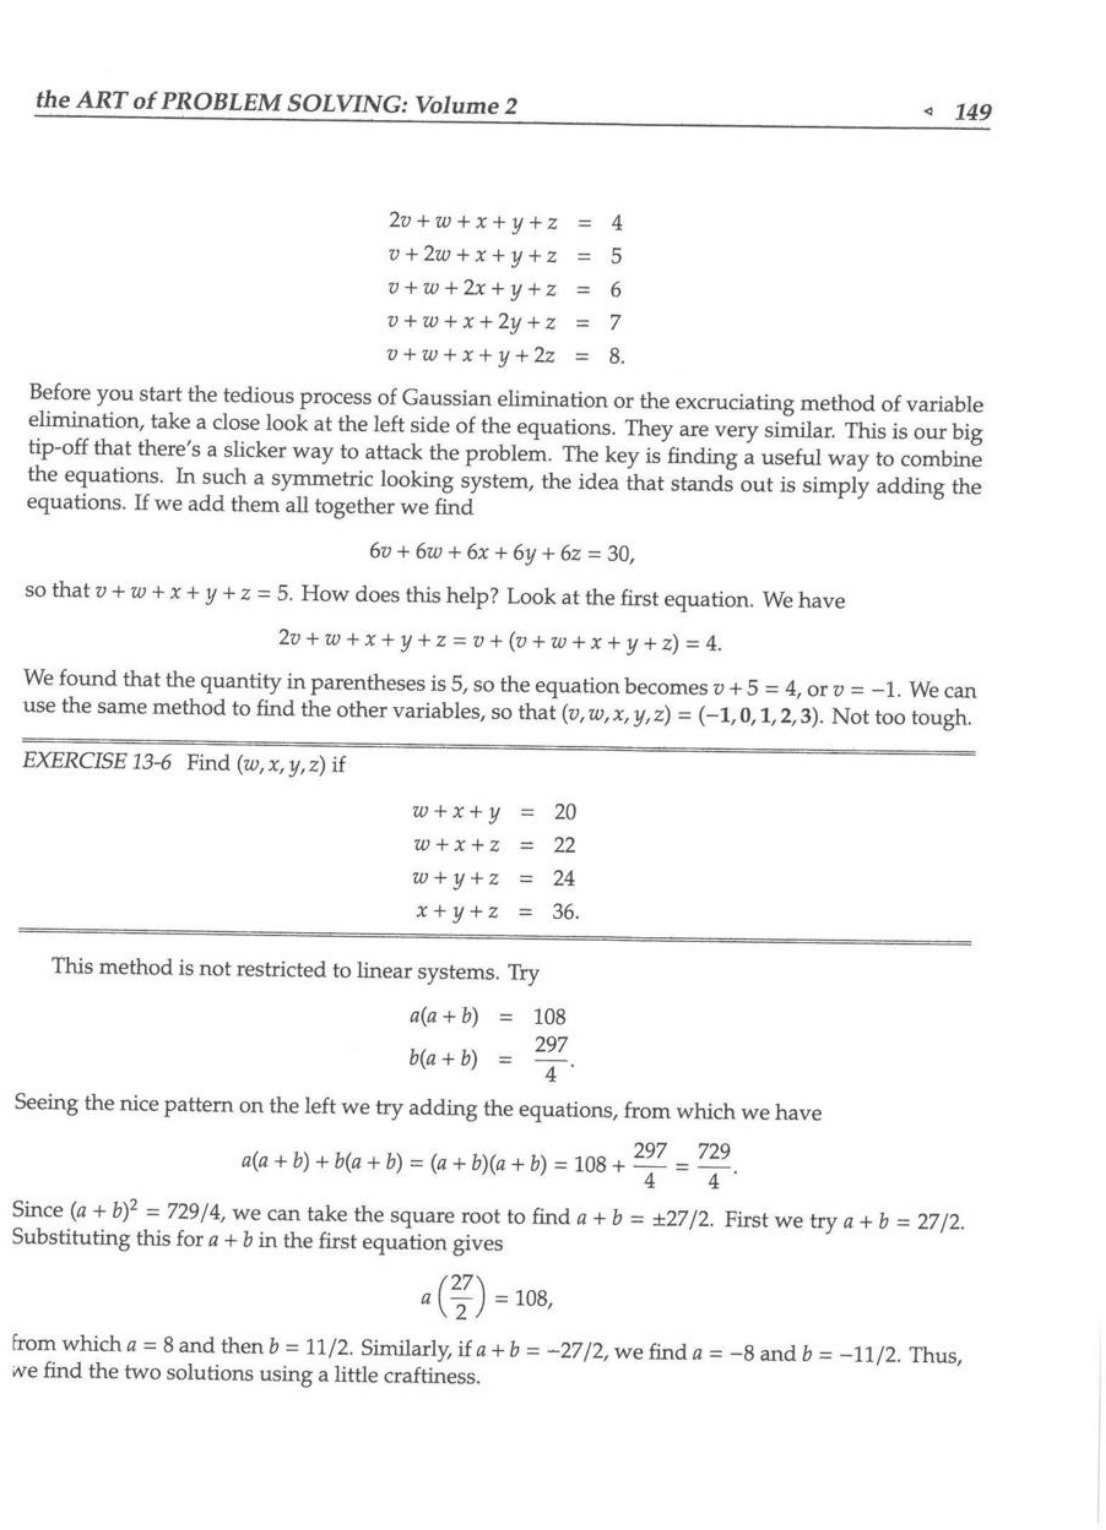 the ART of PROBLEM SOLVING: Volume 2 ◃ 149
2v + w + x + y + z = 4
v + 2w + x + y + z = 5
v + w + 2x + y + z = 6
v + w + x + 2y + z = 7
v + w + x + y + 2z = 8.
Before you start the tedious process of Gaussian elimination or the excruciating method of variable
elimination, take a close look at the left side of the equations. They are very similar. This is our big
tip-off that there's a slicker way to attack the problem. The key is finding a useful way to combine
the equations. In such a symmetric looking system, the idea that stands out is simply adding the
equations. If we add them all together we find
6v + 6w + 6x + 6y + 6z = 30,
so that v + w + x + y + z = 5. How does this help? Look at the first equation. We have
2v + w + x + y + z = v + (v + w + x + y + z) = 4.
We found that the quantity in parentheses is 5, so the equation becomes v + 5 = 4, or v = −1. We can
use the same method to find the other variables, so that (v, w, x, y, z) = (−1, 0, 1, 2, 3). Not too tough.
EXERCISE 13-6 Find (w, x, y, z) if
w + x + y = 20
w + x + z = 22
w + y + z = 24
x + y + z = 36.
This method is not restricted to linear systems. Try
a(a + b) = 108
b(a + b) = 297/4.
Seeing the nice pattern on the left we try adding the equations, from which we have
a(a + b) + b(a + b) = (a + b)(a + b) = 108 + 297/4 = 729/4.
Since (a + b)² = 729/4, we can take the square root to find a + b = ±27/2. First we try a + b = 27/2.
Substituting this for a + b in the first equation gives
a (27/2) = 108,
from which a = 8 and then b = 11/2. Similarly, if a + b = −27/2, we find a = −8 and b = −11/2. Thus,
we find the two solutions using a little craftiness.